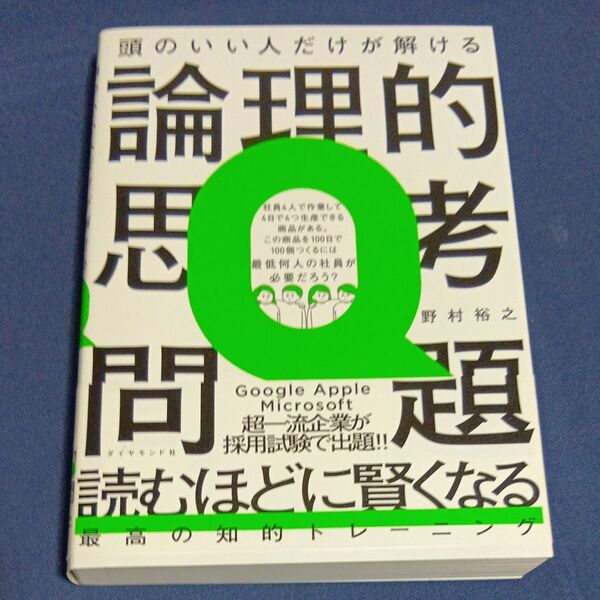 頭のいい人だけが解ける
論理的
思考
問題
Q
社員4人で作業して
4日で4つ生産できる
商品がある。
この商品を100日で
100個つくるには
最低何人の社員が
必要だろう?
野村裕之
Google Apple
Microsoft
超一流企業が
採用試験で出題!!
ダイヤモンド社
読むほどに賢くなる
最高の知的トレーニング